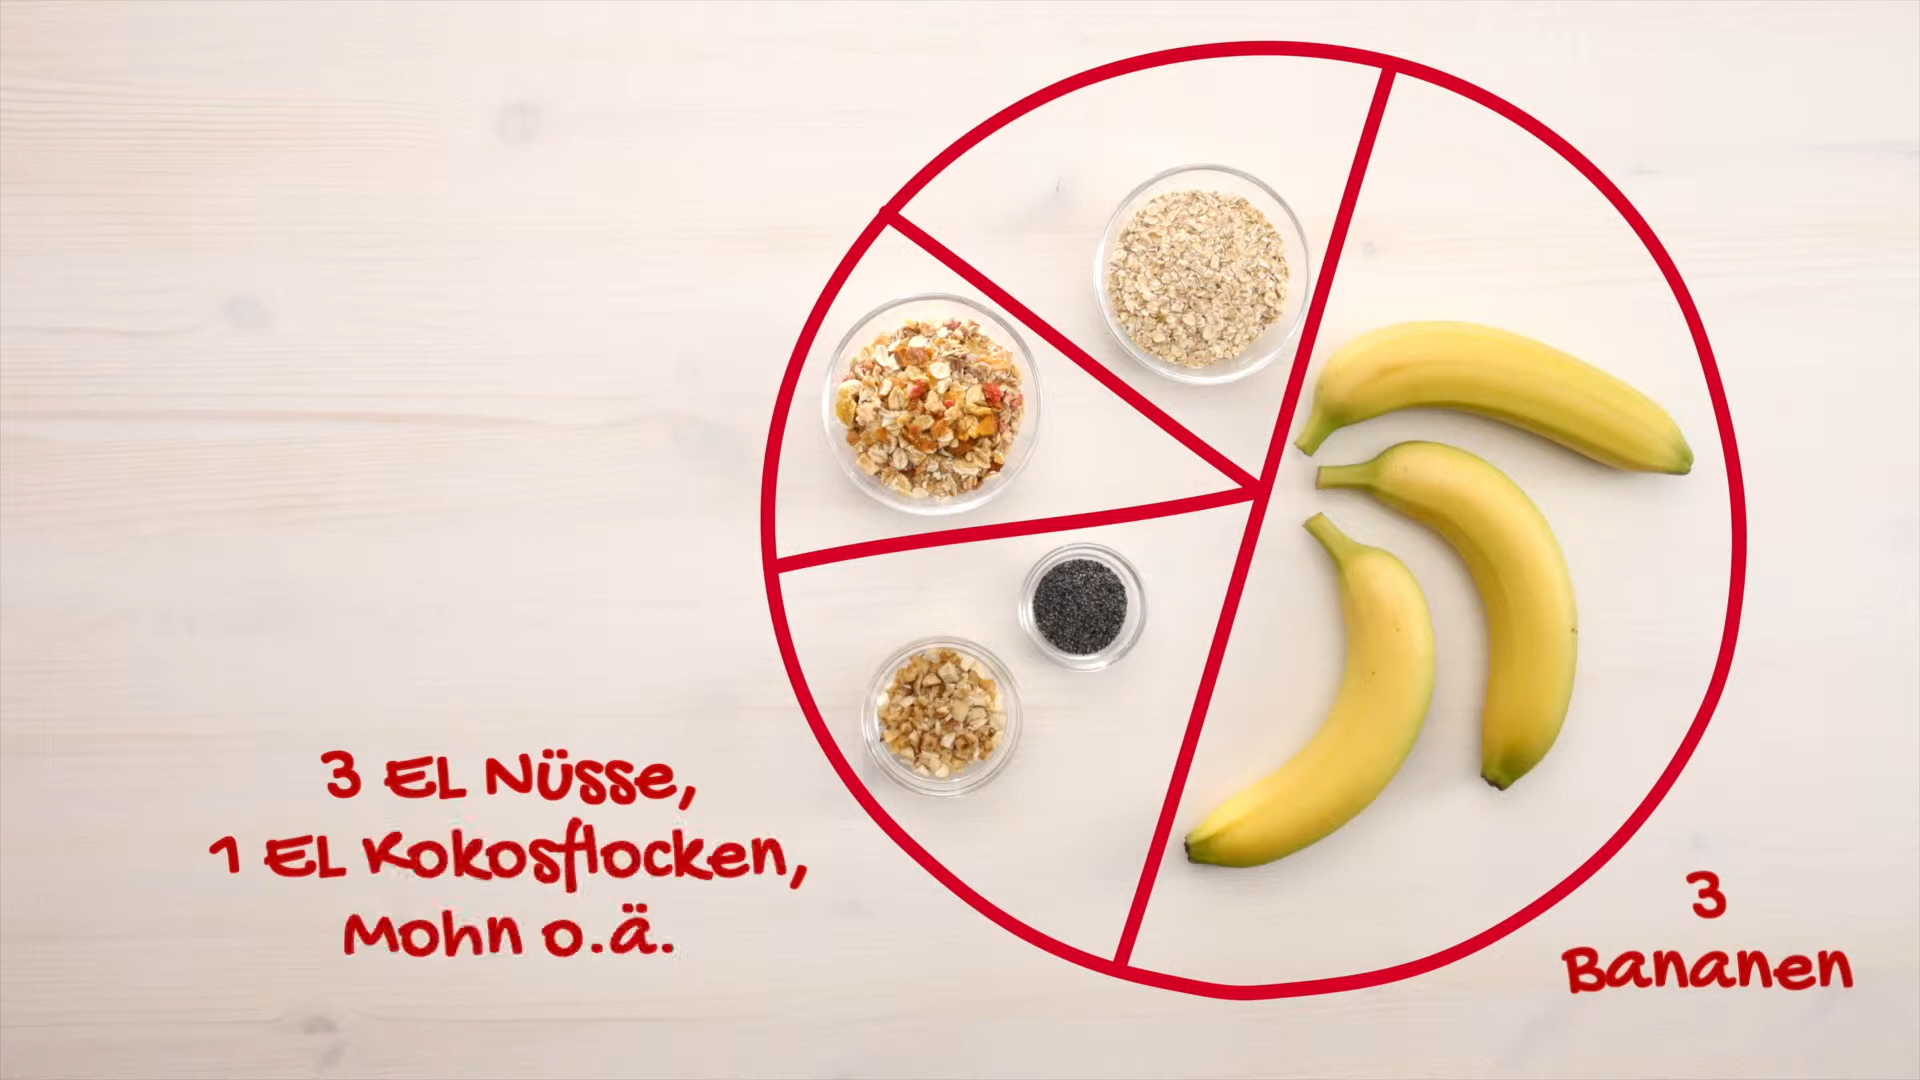 3 EL Nüsse,
1 EL Kokosflocken,
Mohn o.ä.
3
Bananen